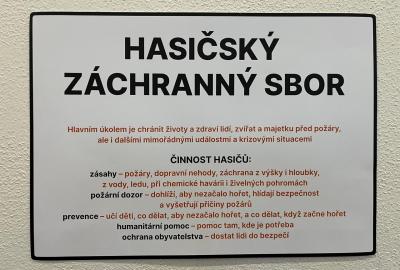 HASIČSKÝ
ZÁCHRANNÝ SBOR
Hlavním úkolem je chránit životy a zdraví lidí, zvířat a majetku před požáry,
ale i dalšími mimořádnými událostmi a krizovými situacemi
ČINNOST HASIČŮ:
zásahy – požáry, dopravní nehody, záchrana z výšky i hloubky,
z vody, ledu, při chemické havárii i živelných pohromách
požární dozor – dohlíží, aby nezačalo hořet, hlídají bezpečnost
a vyšetřují příčiny požárů
prevence – učí děti, co dělat, aby nezačalo hořet, a co dělat, když začne hořet
humanitární pomoc – pomoc tam, kde je potřeba
ochrana obyvatelstva – dostat lidi do bezpečí